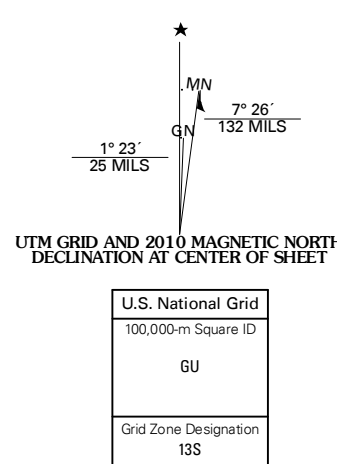 MN
7° 26´
132 MILS
GN
1° 23´
25 MILS
UTM GRID AND 2010 MAGNETIC NORTH
DECLINATION AT CENTER OF SHEET
U.S. National Grid
100,000-m Square ID
GU
Grid Zone Designation
13S